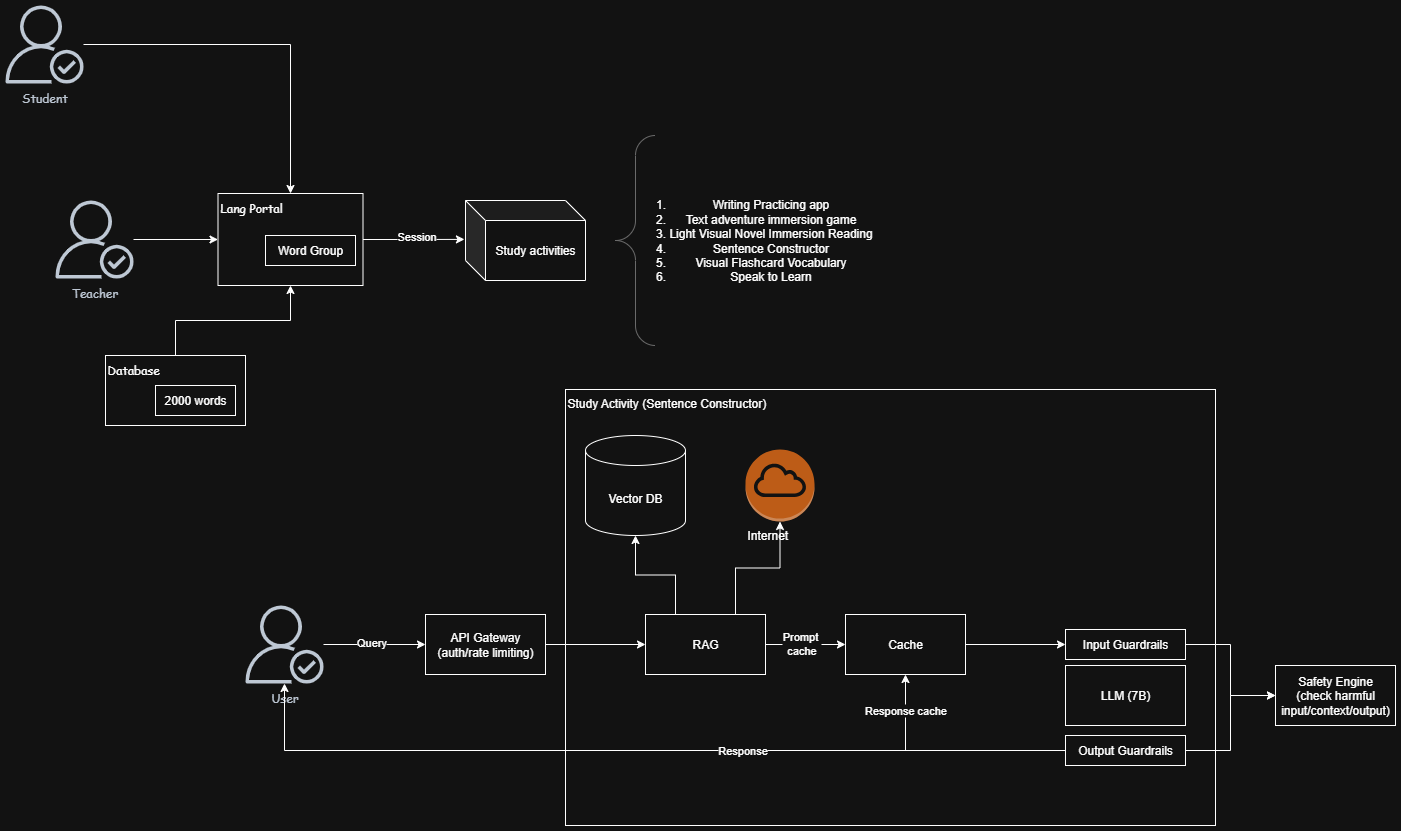 Student
Lang Portal
Word Group
Teacher
Session
Study activities
1. Writing Practicing app
2. Text adventure immersion game
3. Light Visual Novel Immersion Reading
4. Sentence Constructor
5. Visual Flashcard Vocabulary
6. Speak to Learn
Database
2000 words
Study Activity (Sentence Constructor)
Vector DB
Internet
User
Query
API Gateway
(auth/rate limiting)
RAG
Prompt
cache
Cache
Input Guardrails
LLM (7B)
Output Guardrails
Safety Engine
(check harmful
input/context/output)
Response cache
Response